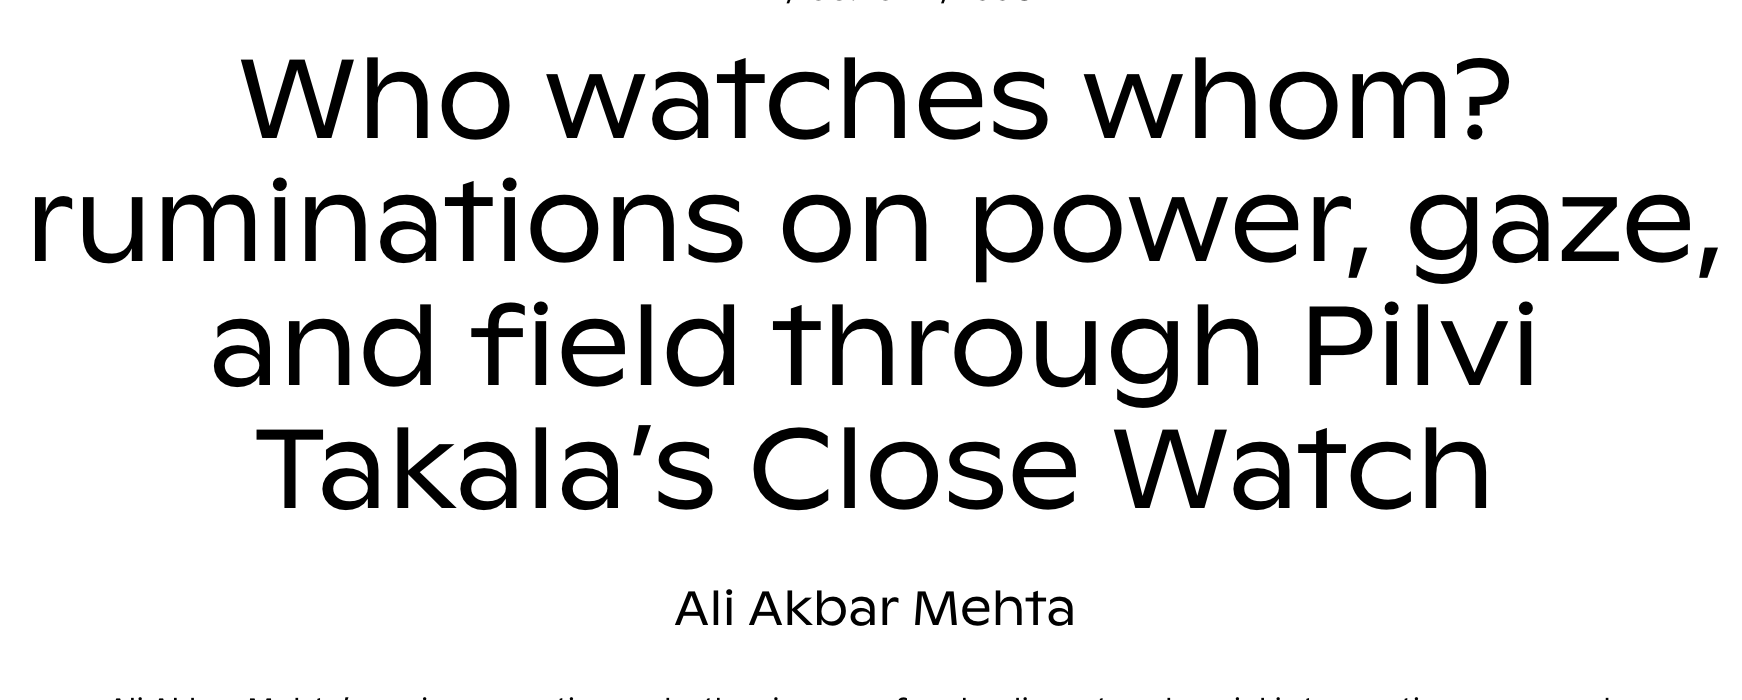 Who watches whom?
ruminations on power, gaze,
and field through Pilvi
Takala’s Close Watch
Ali Akbar Mehta